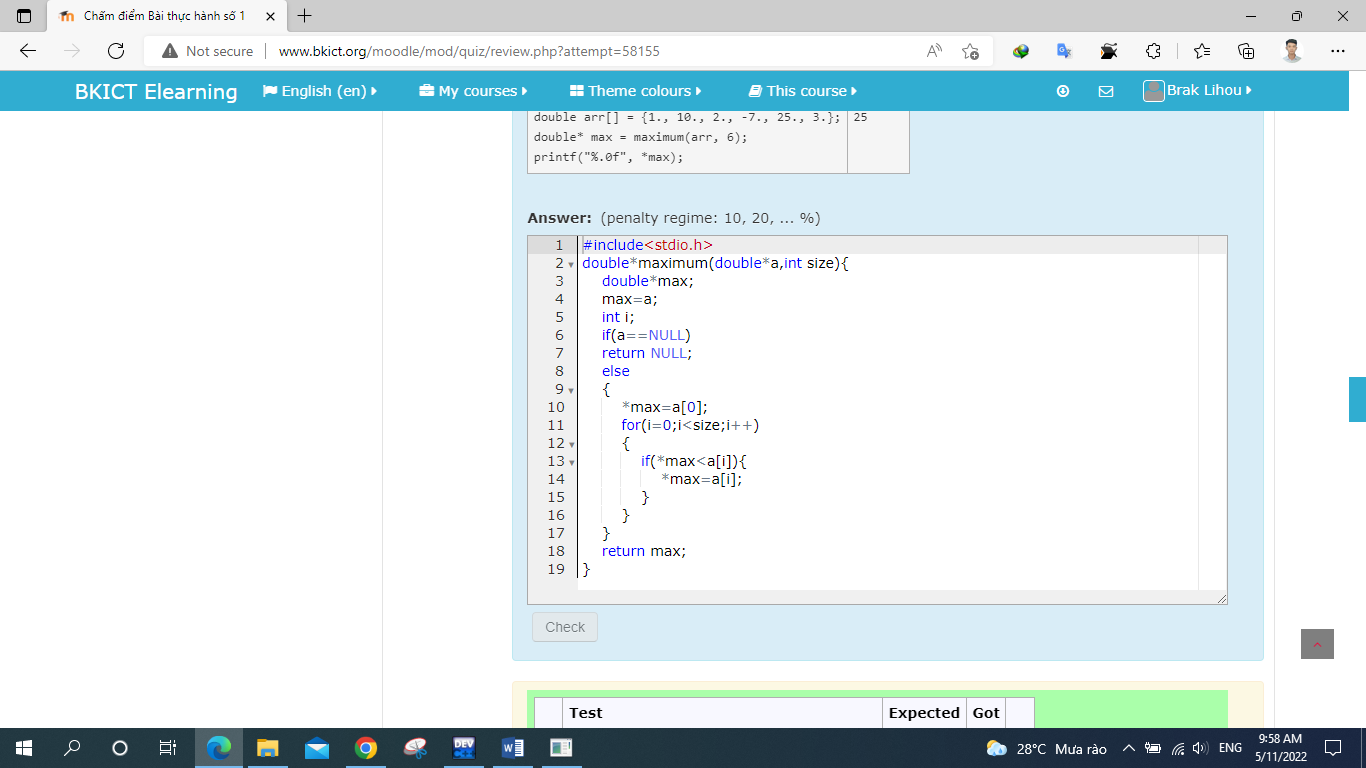 Chấm điểm Bài thực hành số 1
Not secure www.bkict.org/moodle/mod/quiz/review.php?attempt=58155
BKICT Elearning English (en) My courses Theme colours This course Brak Lihou
double arr[] = {1., 10., 2., -7., 25., 3.}; 25
double* max = maximum(arr, 6);
printf("%.0f", *max);
Answer: (penalty regime: 10, 20, ... %)
1 #include<stdio.h>
2 double*maximum(double*a,int size){
3 double*max;
4 max=a;
5 int i;
6 if(a==NULL)
7 return NULL;
8 else
9 {
10 *max=a[0];
11 for(i=0;i<size;i++)
12 {
13 if(*max<a[i]){
14 *max=a[i];
15 }
16 }
17 }
18 return max;
19 }
Check
Test Expected Got
DEV
28°C Mưa rào ENG 9:58 AM
5/11/2022